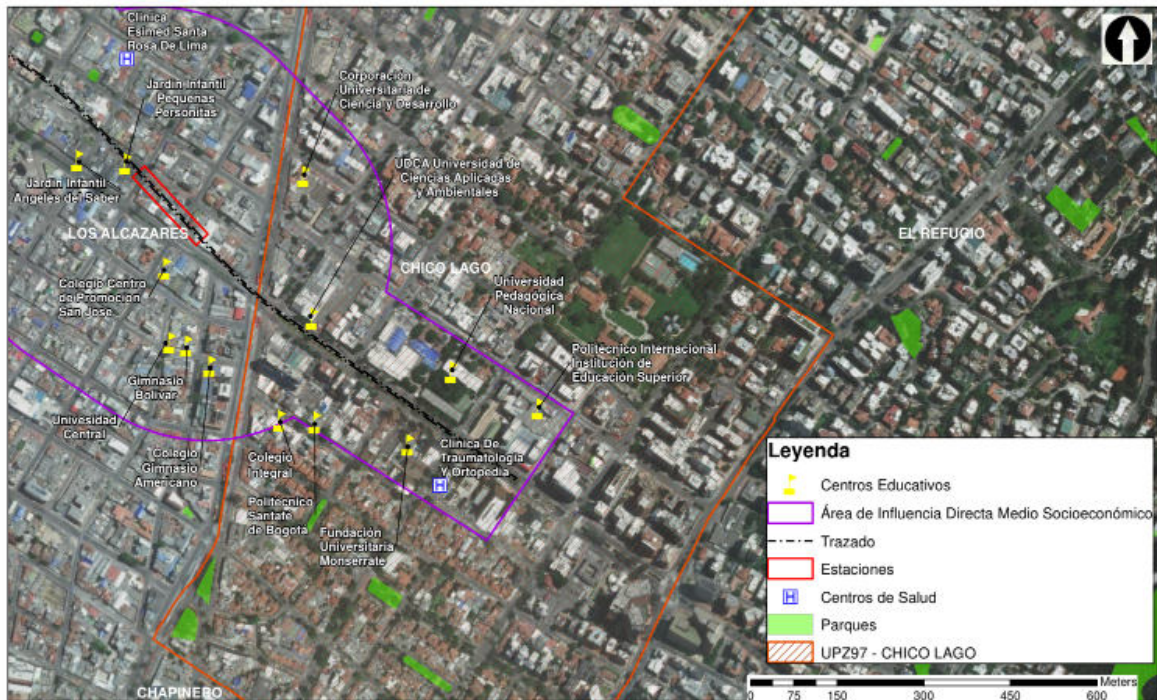 Clínica
Esimed Santa
Rosa De Lima
Jardin Infantil
Pequeñas
Personitas
Corporación
Universitaria de
Ciencia y Desarrollo
UDCA Universidad de
Ciencias Aplicagas
y Ambientales
Jardin Infantil
Angeles del Saber
LOS ALCAZARES
CHICO LAGO
EL REFUGIO
Colegio Centro
de Promoción
San Jose
Universidad
Pedagógica
Nacional
Politecnico Internacional
Institución de
Educación Superior
Gimnasio
Bolivar
Univesidad
Central
Colegio
Gimnasio
Americano
Colegio
Integral
Politecnico
Santafe
de Bogotá
Fundación
Universitaria
Monserrate
Clinica De
Traumatología
Y Ortopedia
CHAPINERO
Leyenda
Centros Educativos
Área de Influencia Directa Medio Socioeconómico
Trazado
Estaciones
H Centros de Salud
Parques
UPZ97 - CHICO LAGO
Meters
0 75 150 300 450 600